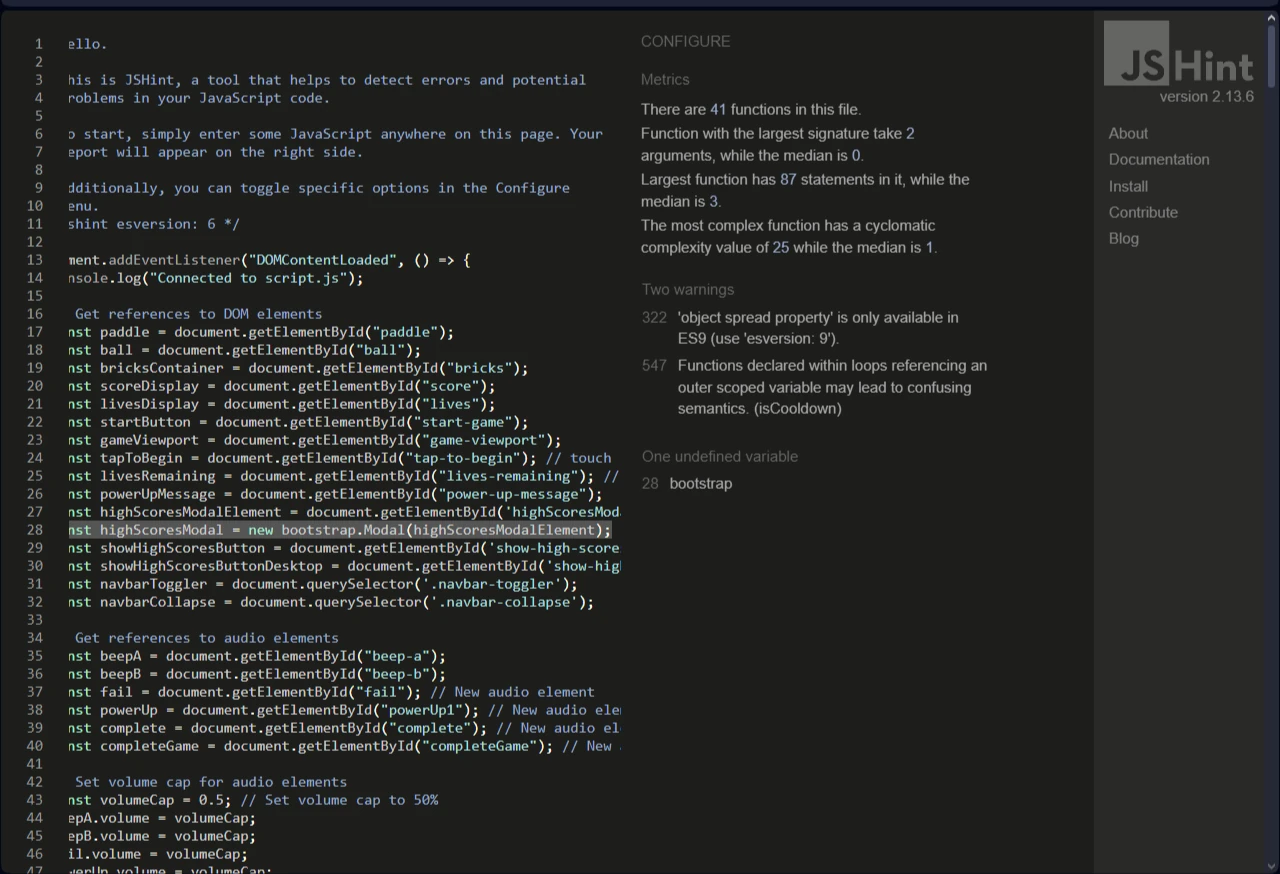 1 ello.
2
3 his is JSHint, a tool that helps to detect errors and potential
4 roblems in your JavaScript code.
5
6 o start, simply enter some JavaScript anywhere on this page. Your
7 eport will appear on the right side.
8
9 dditionally, you can toggle specific options in the Configure
10 enu.
11 shint esversion: 6 */
12
13 ment.addEventListener("DOMContentLoaded", () => {
14 nsole.log("Connected to script.js");
15
16 Get references to DOM elements
17 nst paddle = document.getElementById("paddle");
18 nst ball = document.getElementById("ball");
19 nst bricksContainer = document.getElementById("bricks");
20 nst scoreDisplay = document.getElementById("score");
21 nst livesDisplay = document.getElementById("lives");
22 nst startButton = document.getElementById("start-game");
23 nst gameViewport = document.getElementById("game-viewport");
24 nst tapToBegin = document.getElementById("tap-to-begin"); // touch
25 nst livesRemaining = document.getElementById("lives-remaining"); //
26 nst powerUpMessage = document.getElementById("power-up-message");
27 nst highScoresModalElement = document.getElementById('highScoresMod
28 nst highScoresModal = new bootstrap.Modal(highScoresModalElement);
29 nst showHighScoresButton = document.getElementById('show-high-score
30 nst showHighScoresButtonDesktop = document.getElementById('show-hig
31 nst navbarToggler = document.querySelector('.navbar-toggler');
32 nst navbarCollapse = document.querySelector('.navbar-collapse');
33
34 Get references to audio elements
35 nst beepA = document.getElementById("beep-a");
36 nst beepB = document.getElementById("beep-b");
37 nst fail = document.getElementById("fail"); // New audio element
38 nst powerUp = document.getElementById("powerUp1"); // New audio ele
39 nst complete = document.getElementById("complete"); // New audio el
40 nst completeGame = document.getElementById("completeGame"); // New
41
42 Set volume cap for audio elements
43 nst volumeCap = 0.5; // Set volume cap to 50%
44 epA.volume = volumeCap;
45 epB.volume = volumeCap;
46 il.volume = volumeCap;
47 werUp.volume = volumeCap;
CONFIGURE
Metrics
There are 41 functions in this file.
Function with the largest signature take 2
arguments, while the median is 0.
Largest function has 87 statements in it, while the
median is 3.
The most complex function has a cyclomatic
complexity value of 25 while the median is 1.
Two warnings
322 'object spread property' is only available in
ES9 (use 'esversion: 9').
547 Functions declared within loops referencing an
outer scoped variable may lead to confusing
semantics. (isCooldown)
One undefined variable
28 bootstrap
JSHint
version 2.13.6
About
Documentation
Install
Contribute
Blog